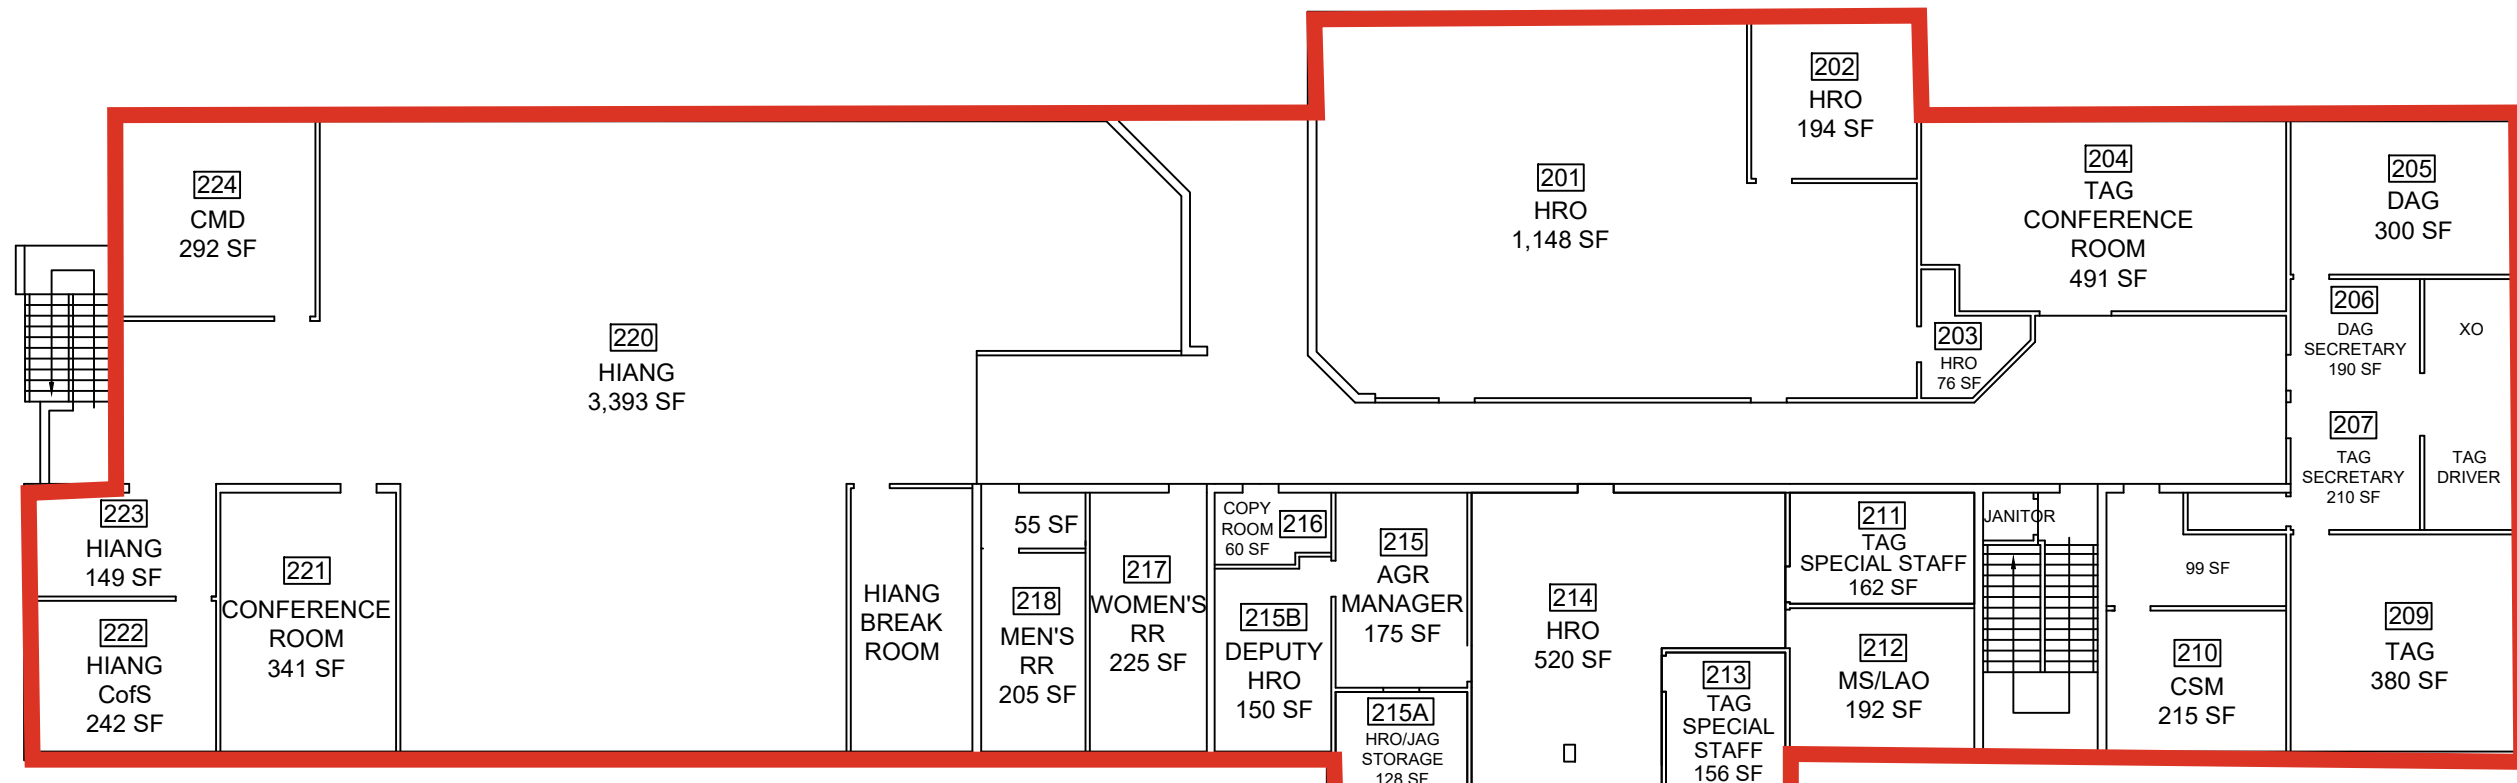 202
HRO
194 SF
201
HRO
1,148 SF
204
TAG
CONFERENCE
ROOM
491 SF
205
DAG
300 SF
224
CMD
292 SF
220
HIANG
3,393 SF
203
HRO
76 SF
206
DAG
SECRETARY
190 SF
XO
207
TAG
SECRETARY
210 SF
TAG
DRIVER
223
HIANG
149 SF
222
HIANG
CofS
242 SF
221
CONFERENCE
ROOM
341 SF
HIANG
BREAK
ROOM
55 SF
218
MEN'S
RR
205 SF
217
WOMEN'S
RR
225 SF
COPY
ROOM
60 SF
216
215B
DEPUTY
HRO
150 SF
215
AGR
MANAGER
175 SF
215A
HRO/JAG
STORAGE
128 SF
214
HRO
520 SF
213
TAG
SPECIAL
STAFF
156 SF
211
TAG
SPECIAL STAFF
162 SF
212
MS/LAO
192 SF
JANITOR
99 SF
210
CSM
215 SF
209
TAG
380 SF